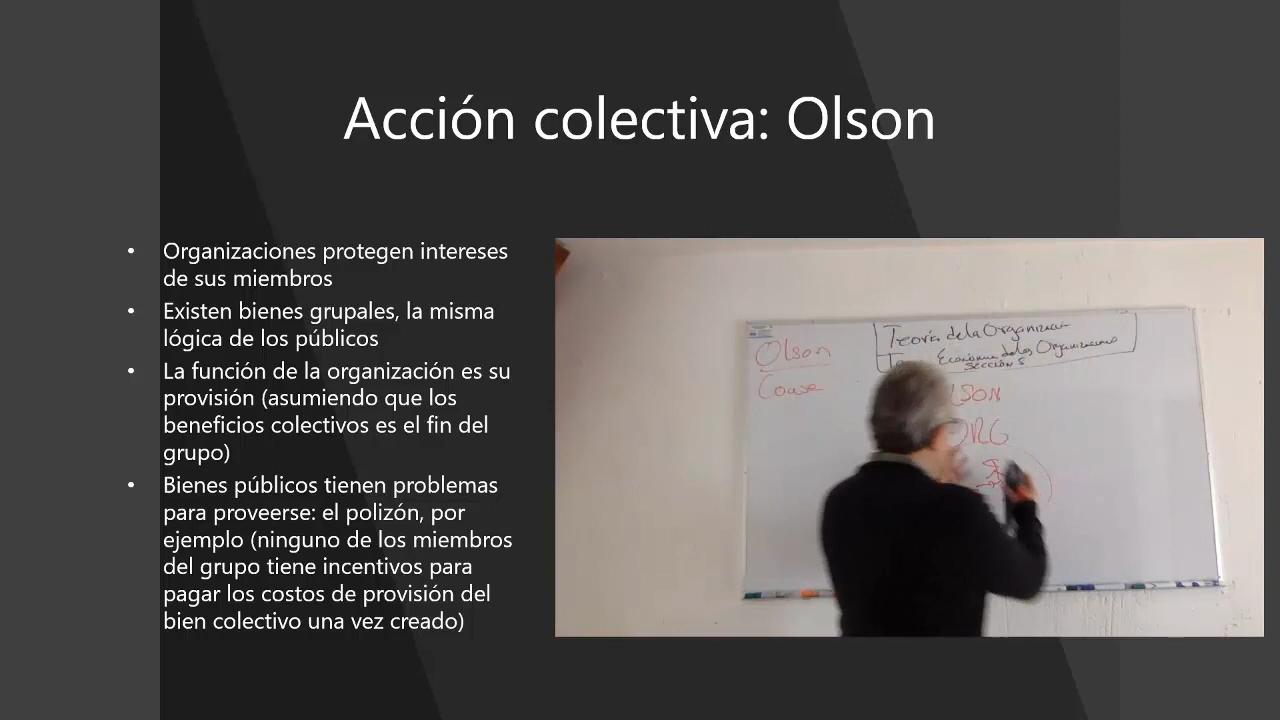 Acción colectiva: Olson
• Organizaciones protegen intereses
de sus miembros
• Existen bienes grupales, la misma
lógica de los públicos
• La función de la organización es su
provisión (asumiendo que los
beneficios colectivos es el fin del
grupo)
• Bienes públicos tienen problemas
para proveerse: el polizón, por
ejemplo (ninguno de los miembros
del grupo tiene incentivos para
pagar los costos de provisión del
bien colectivo una vez creado)
Olson
Teoría de la Organización
Economía de las Organizaciones
SECCIÓN 5
LSON
ORG